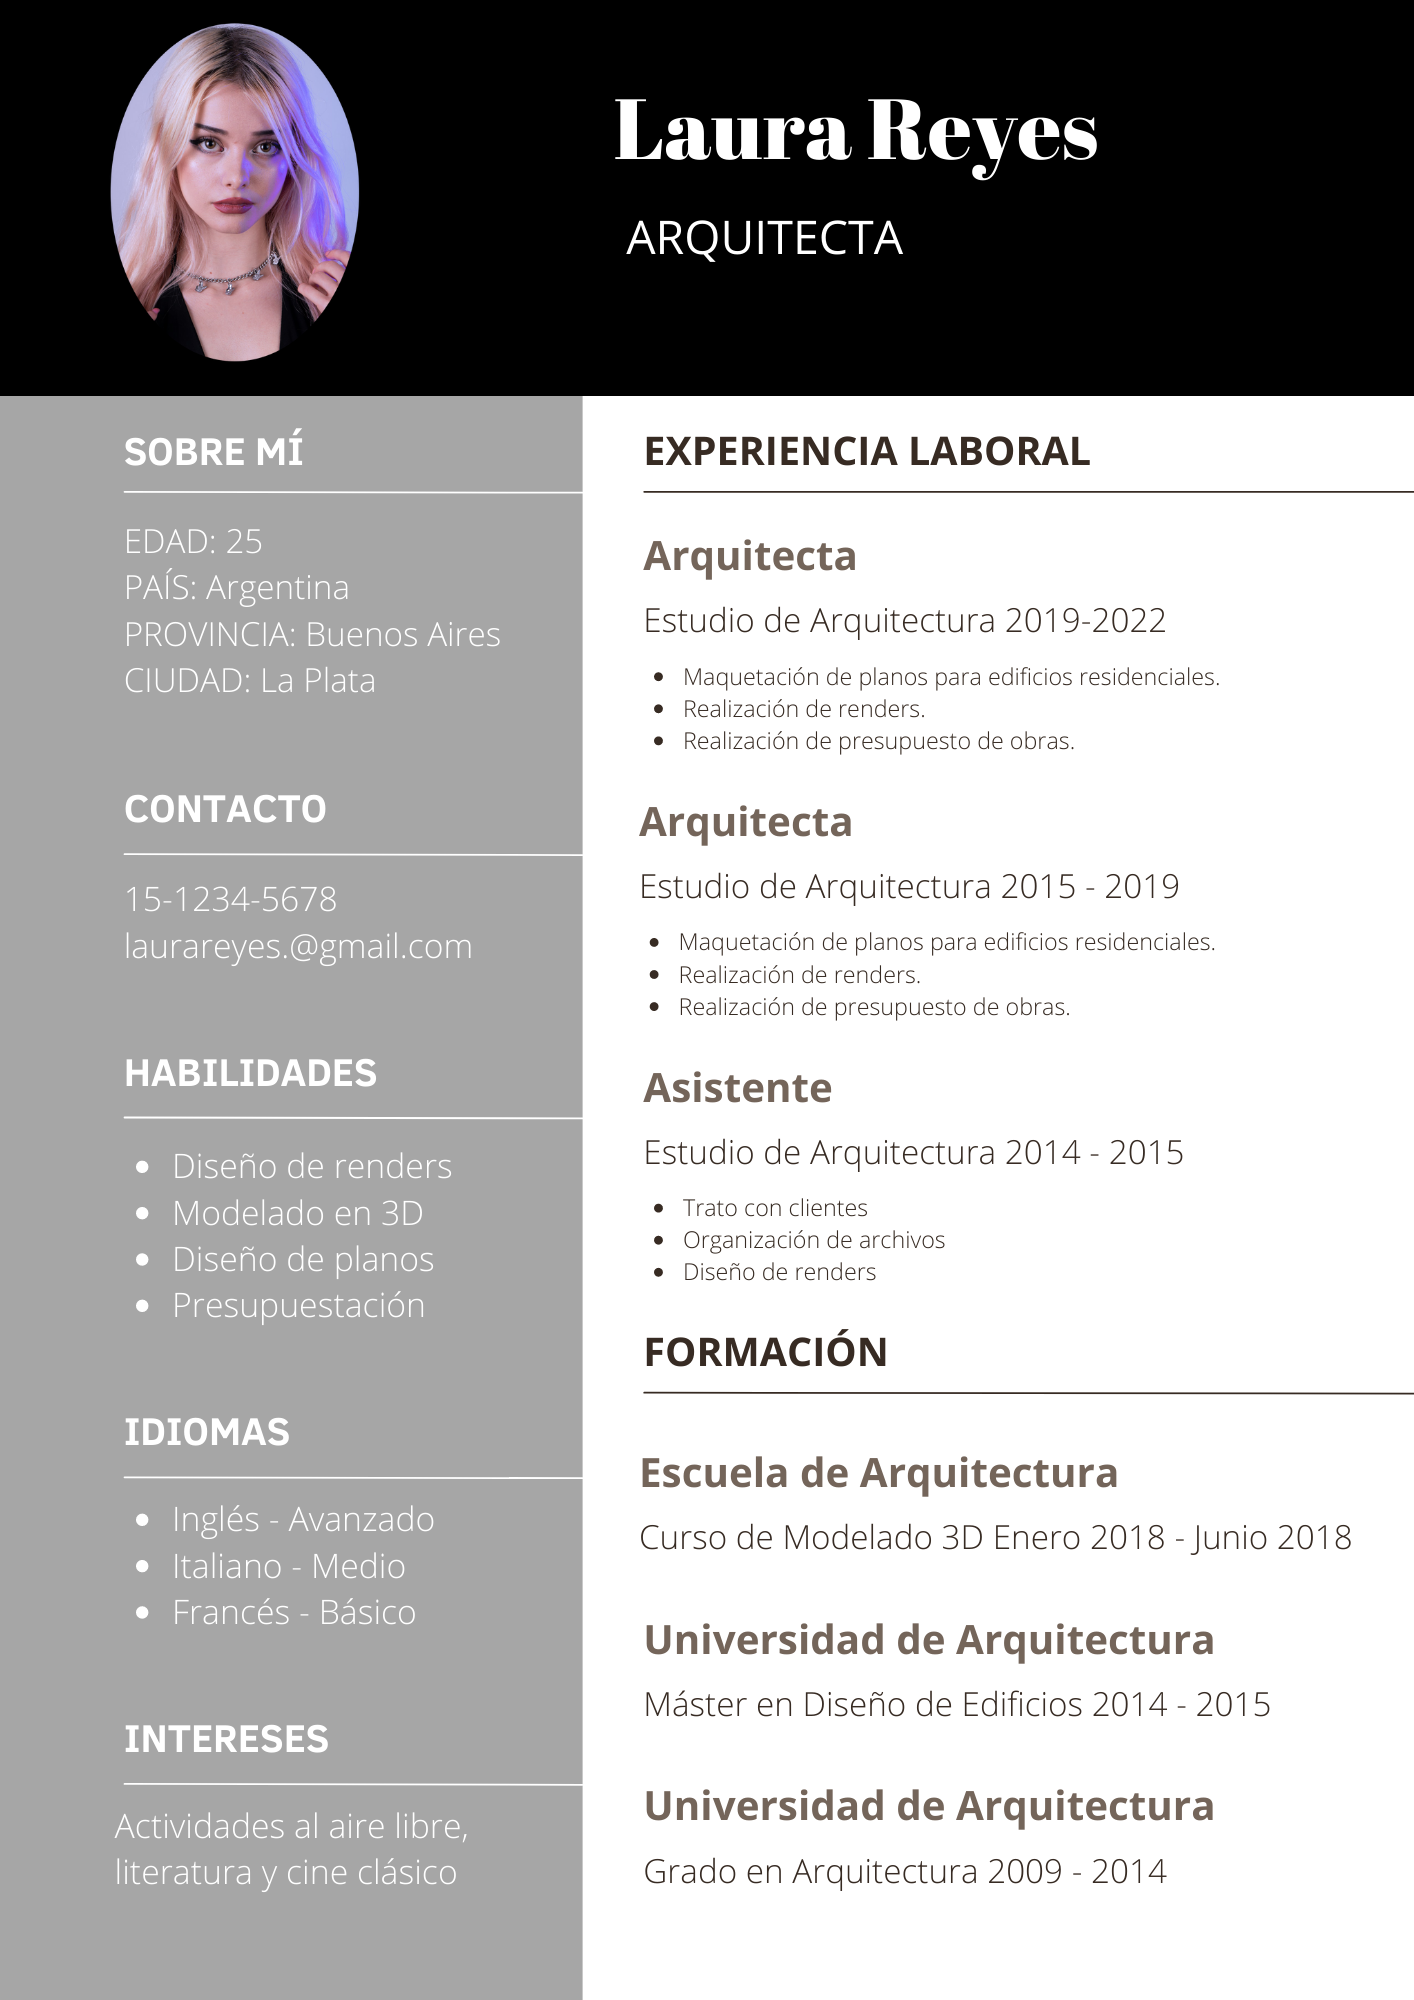 Laura Reyes
ARQUITECTA
SOBRE MÍ
EDAD: 25
PAÍS: Argentina
PROVINCIA: Buenos Aires
CIUDAD: La Plata
CONTACTO
15-1234-5678
laurareyes.@gmail.com
HABILIDADES
• Diseño de renders
• Modelado en 3D
• Diseño de planos
• Presupuestación
IDIOMAS
• Inglés - Avanzado
• Italiano - Medio
• Francés - Básico
INTERESES
Actividades al aire libre,
literatura y cine clásico
EXPERIENCIA LABORAL
Arquitecta
Estudio de Arquitectura 2019-2022
• Maquetación de planos para edificios residenciales.
• Realización de renders.
• Realización de presupuesto de obras.
Arquitecta
Estudio de Arquitectura 2015 - 2019
• Maquetación de planos para edificios residenciales.
• Realización de renders.
• Realización de presupuesto de obras.
Asistente
Estudio de Arquitectura 2014 - 2015
• Trato con clientes
• Organización de archivos
• Diseño de renders
FORMACIÓN
Escuela de Arquitectura
Curso de Modelado 3D Enero 2018 - Junio 2018
Universidad de Arquitectura
Máster en Diseño de Edificios 2014 - 2015
Universidad de Arquitectura
Grado en Arquitectura 2009 - 2014